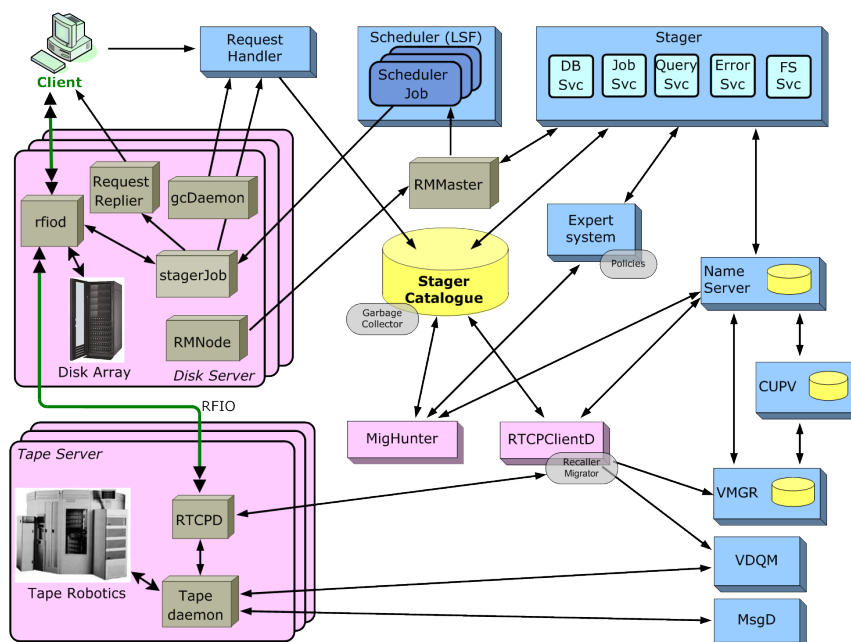 Client
Request
Handler
Scheduler (LSF)
Scheduler
Job
Stager
DB
Svc
Job
Svc
Query
Svc
Error
Svc
FS
Svc
Request
Replier
gcDaemon
RMMaster
rfiod
stagerJob
Expert
system
Policies
Stager
Catalogue
Garbage
Collector
Name
Server
RMNode
Disk Array
Disk Server
CUPV
RFIO
MigHunter
RTCPClientD
Recaller
Migrator
Tape Server
VMGR
RTCPD
Tape Robotics
Tape
daemon
VDQM
MsgD